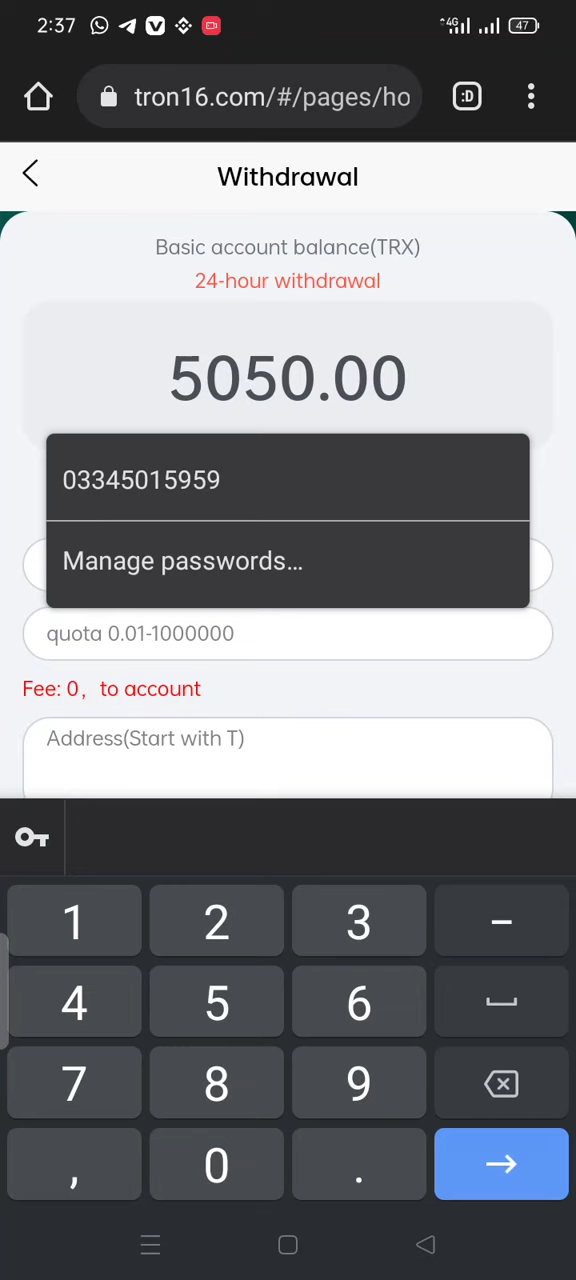 2:37
4G
47
tron16.com/#/pages/ho
:D
Withdrawal
Basic account balance(TRX)
24-hour withdrawal
5050.00
03345015959
Manage passwords...
quota 0.01-1000000
Fee: 0，to account
Address(Start with T)
1 2 3 –
4 5 6
7 8 9
, 0 .